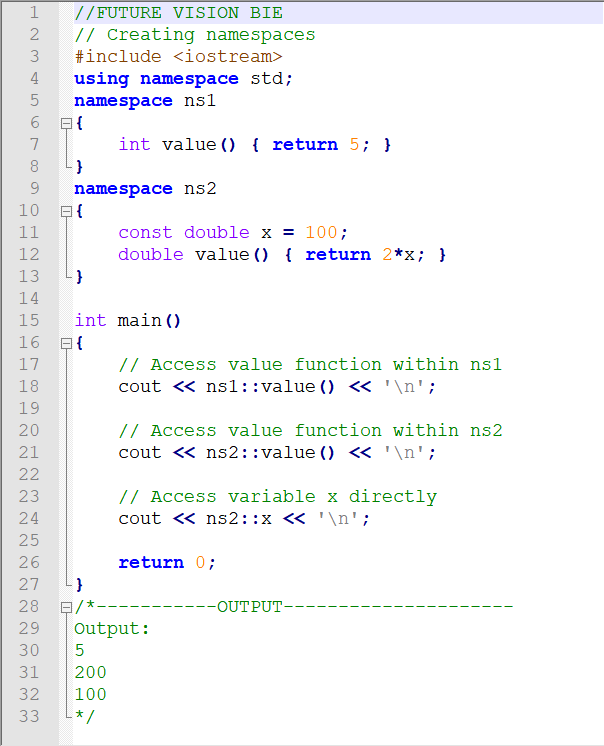 1 //FUTURE VISION BIE
2 // Creating namespaces
3 #include <iostream>
4 using namespace std;
5 namespace ns1
6 {
7     int value() { return 5; }
8 }
9 namespace ns2
10 {
11     const double x = 100;
12     double value() { return 2*x; }
13 }
14
15 int main()
16 {
17     // Access value function within ns1
18     cout << ns1::value() << '\n';
19
20     // Access value function within ns2
21     cout << ns2::value() << '\n';
22
23     // Access variable x directly
24     cout << ns2::x << '\n';
25
26     return 0;
27 }
28 /*-----------OUTPUT---------------------
29 Output:
30 5
31 200
32 100
33 */